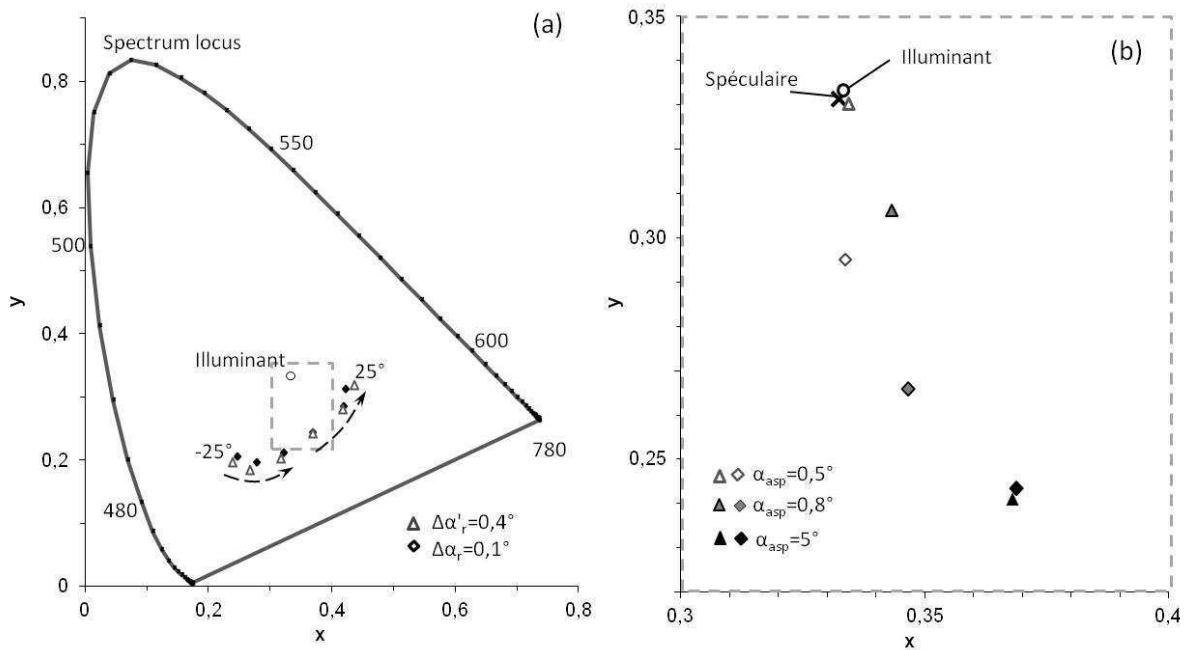 (a)
Spectrum locus
0,8
0,6
0,4
0,2
0
y
550
500
600
480
780
Illuminant
25°
-25°
Δα'r=0,4°
Δαr=0,1°
0
0,2
0,4
0,6
0,8
x
(b)
0,35
0,30
0,25
y
Illuminant
Spéculaire
αasp=0,5°
αasp=0,8°
αasp=5°
0,3
0,35
0,4
x